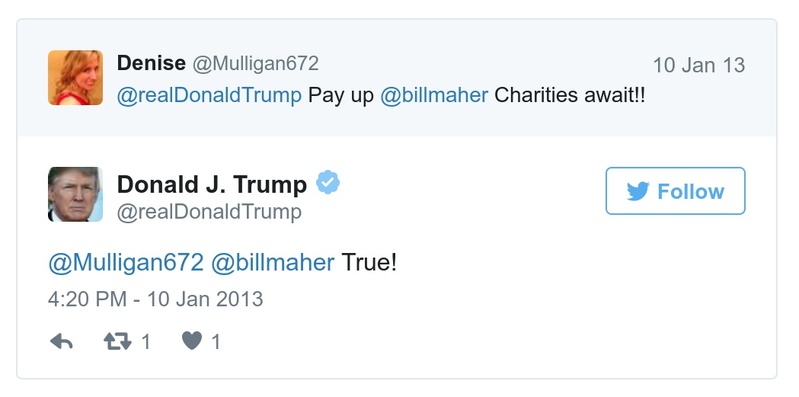 Denise @Mulligan672 10 Jan 13
@realDonaldTrump Pay up @billmaher Charities await!!
Donald J. Trump
@realDonaldTrump
Follow
@Mulligan672 @billmaher True!
4:20 PM - 10 Jan 2013
1 1